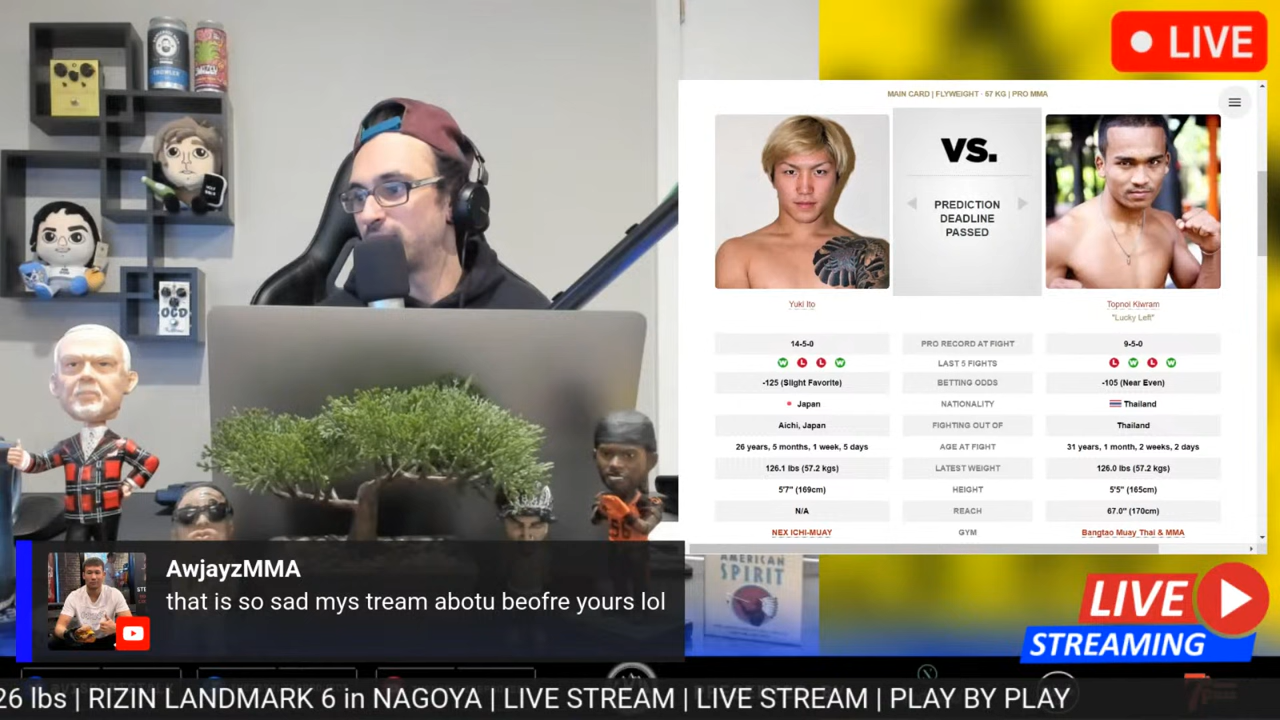 LIVE
MAIN CARD | FLYWEIGHT · 57 KG | PRO MMA
VS.
PREDICTION
DEADLINE
PASSED
Yuki Ito
Topnoi Kiwram
"Lucky Left"
14-5-0 PRO RECORD AT FIGHT 9-5-0
W L L W LAST 5 FIGHTS L W L W
-125 (Slight Favorite) BETTING ODDS -105 (Near Even)
Japan NATIONALITY Thailand
Aichi, Japan FIGHTING OUT OF Thailand
26 years, 5 months, 1 week, 5 days AGE AT FIGHT 31 years, 1 month, 2 weeks, 2 days
126.1 lbs (57.2 kgs) LATEST WEIGHT 126.0 lbs (57.2 kgs)
5'7" (169cm) HEIGHT 5'5" (165cm)
N/A REACH 67.0" (170cm)
NEX ICHI-MUAY GYM Bangtao Muay Thai & MMA
OCD
AwjayzMMA
that is so sad mys tream abotu beofre yours lol
AMERICAN
SPIRIT
LIVE
STREAMING
26 lbs | RIZIN LANDMARK 6 in NAGOYA | LIVE STREAM | LIVE STREAM | PLAY BY PLAY